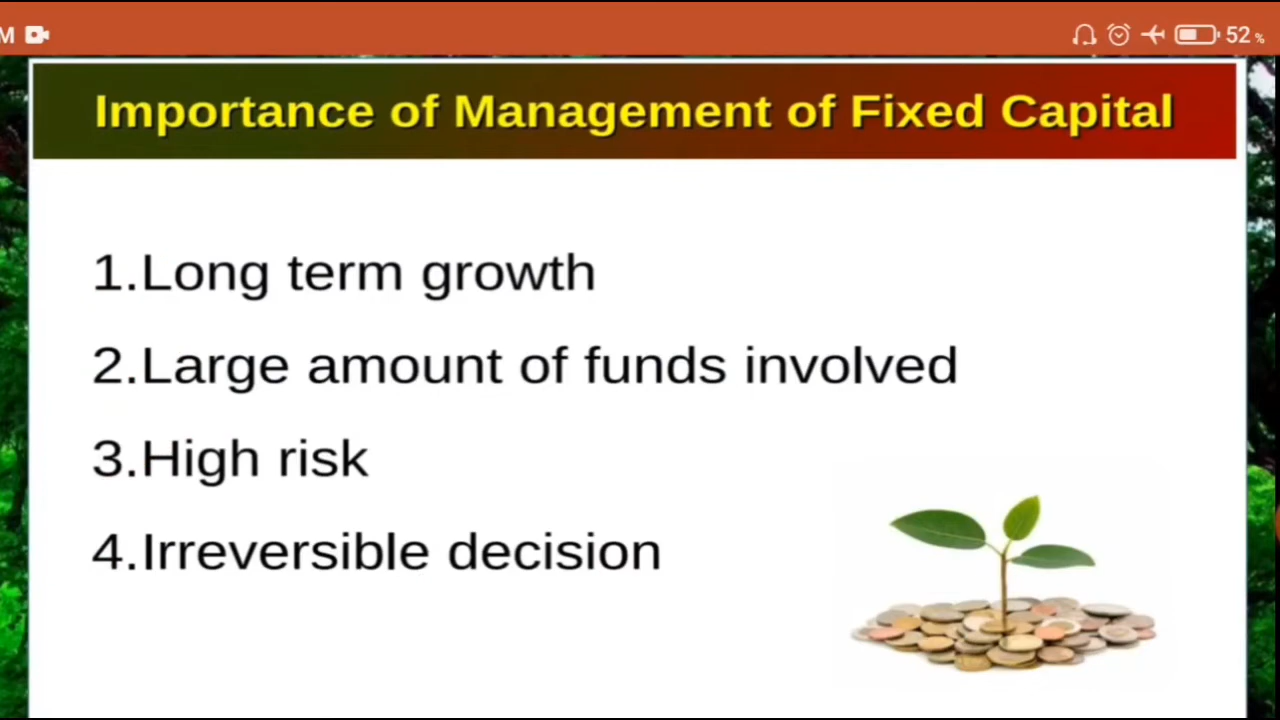 M
52 %
Importance of Management of Fixed Capital
1.Long term growth
2.Large amount of funds involved
3.High risk
4.Irreversible decision